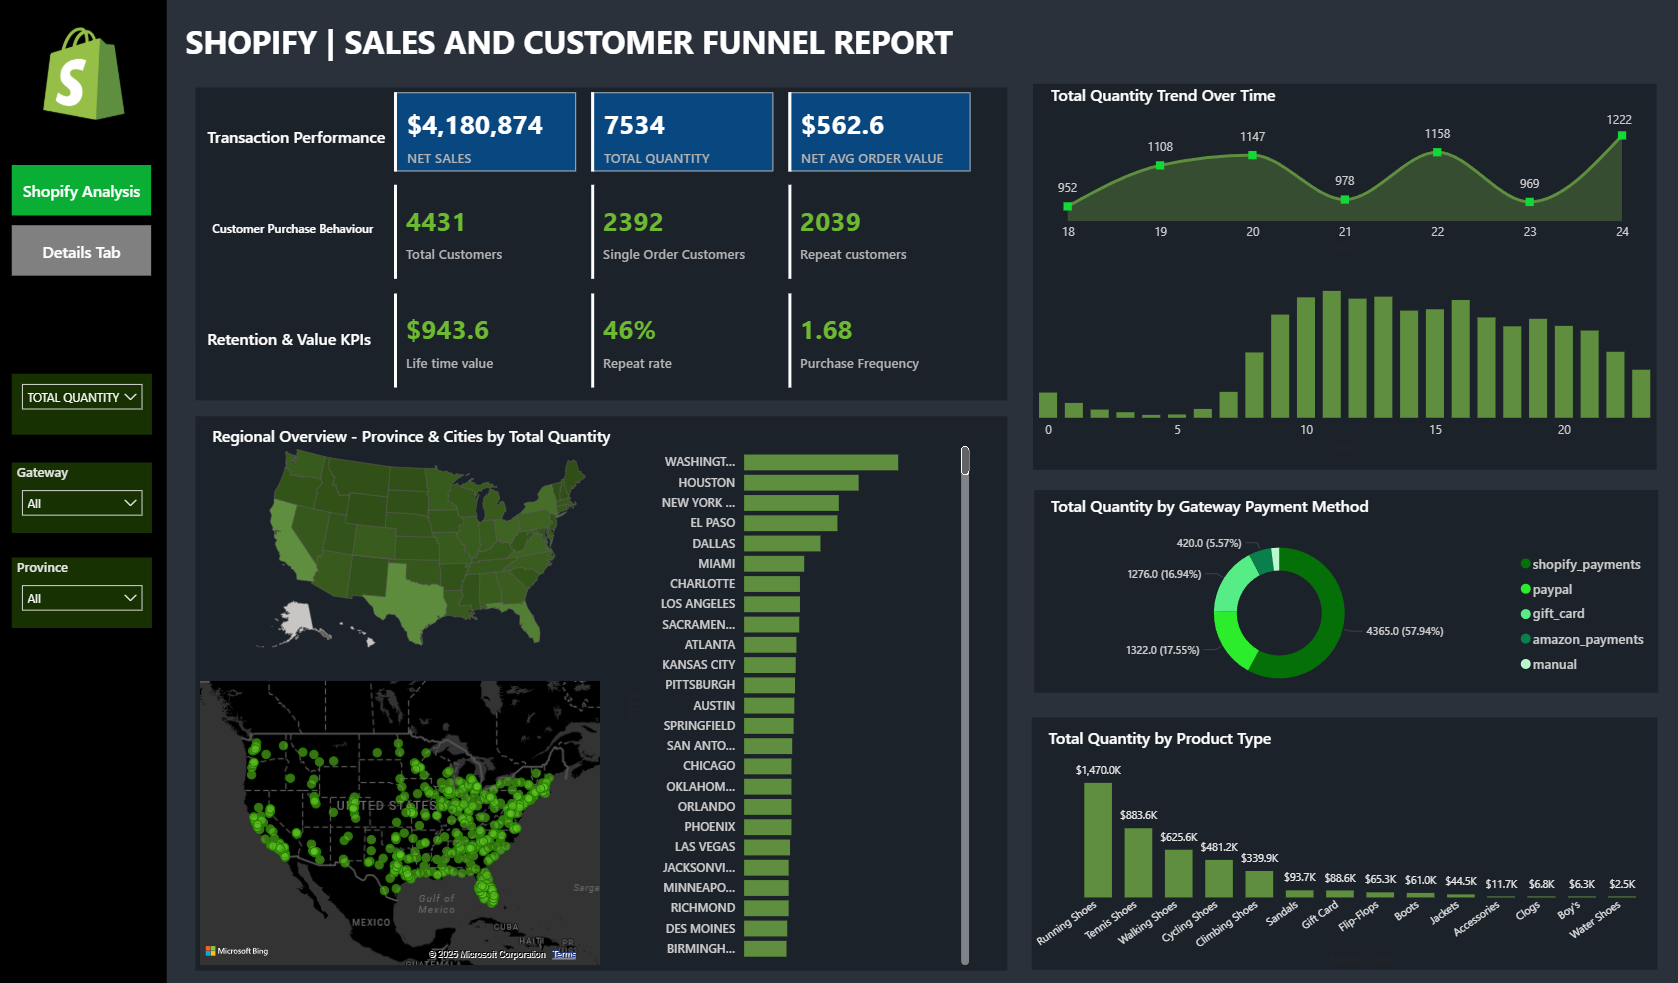 SHOPIFY | SALES AND CUSTOMER FUNNEL REPORT
Shopify Analysis
Details Tab
TOTAL QUANTITY
Gateway
All
Province
All
Transaction Performance
$4,180,874
NET SALES
7534
TOTAL QUANTITY
$562.6
NET AVG ORDER VALUE
Customer Purchase Behaviour
4431
Total Customers
2392
Single Order Customers
2039
Repeat customers
Retention & Value KPIs
$943.6
Life time value
46%
Repeat rate
1.68
Purchase Frequency
Regional Overview - Province & Cities by Total Quantity
WASHINGT...
HOUSTON
NEW YORK ...
EL PASO
DALLAS
MIAMI
CHARLOTTE
LOS ANGELES
SACRAMEN...
ATLANTA
KANSAS CITY
PITTSBURGH
AUSTIN
SPRINGFIELD
SAN ANTO...
CHICAGO
OKLAHOM...
ORLANDO
PHOENIX
LAS VEGAS
JACKSONVI...
MINNEAPO...
RICHMOND
DES MOINES
BIRMINGH...
UNITED STATES
Gulf of
Mexico
Sarga
MEXICO
CUBA
HAITI
PR
GUATEMALA
Microsoft Bing
© 2025 Microsoft Corporation Terms
Total Quantity Trend Over Time
952
1108
1147
978
1158
969
1222
18 19 20 21 22 23 24
0 5 10 15 20
Total Quantity by Gateway Payment Method
420.0 (5.57%)
1276.0 (16.94%)
1322.0 (17.55%)
4365.0 (57.94%)
shopify_payments
paypal
gift_card
amazon_payments
manual
Total Quantity by Product Type
$1,470.0K
$883.6K
$625.6K
$481.2K
$339.9K
$93.7K
$88.6K
$65.3K
$61.0K
$44.5K
$11.7K
$6.8K
$6.3K
$2.5K
Running Shoes
Tennis Shoes
Walking Shoes
Cycling Shoes
Climbing Shoes
Sandals
Gift Card
Flip-Flops
Boots
Jackets
Accessories
Clogs
Boy's
Water Shoes